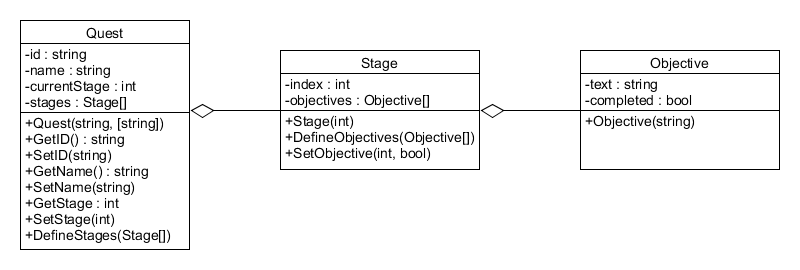 Quest
-id : string
-name : string
-currentStage : int
-stages : Stage[]
+Quest(string, [string])
+GetID() : string
+SetID(string)
+GetName() : string
+SetName(string)
+GetStage : int
+SetStage(int)
+DefineStages(Stage[])
Stage
-index : int
-objectives : Objective[]
+Stage(int)
+DefineObjectives(Objective[])
+SetObjective(int, bool)
Objective
-text : string
-completed : bool
+Objective(string)